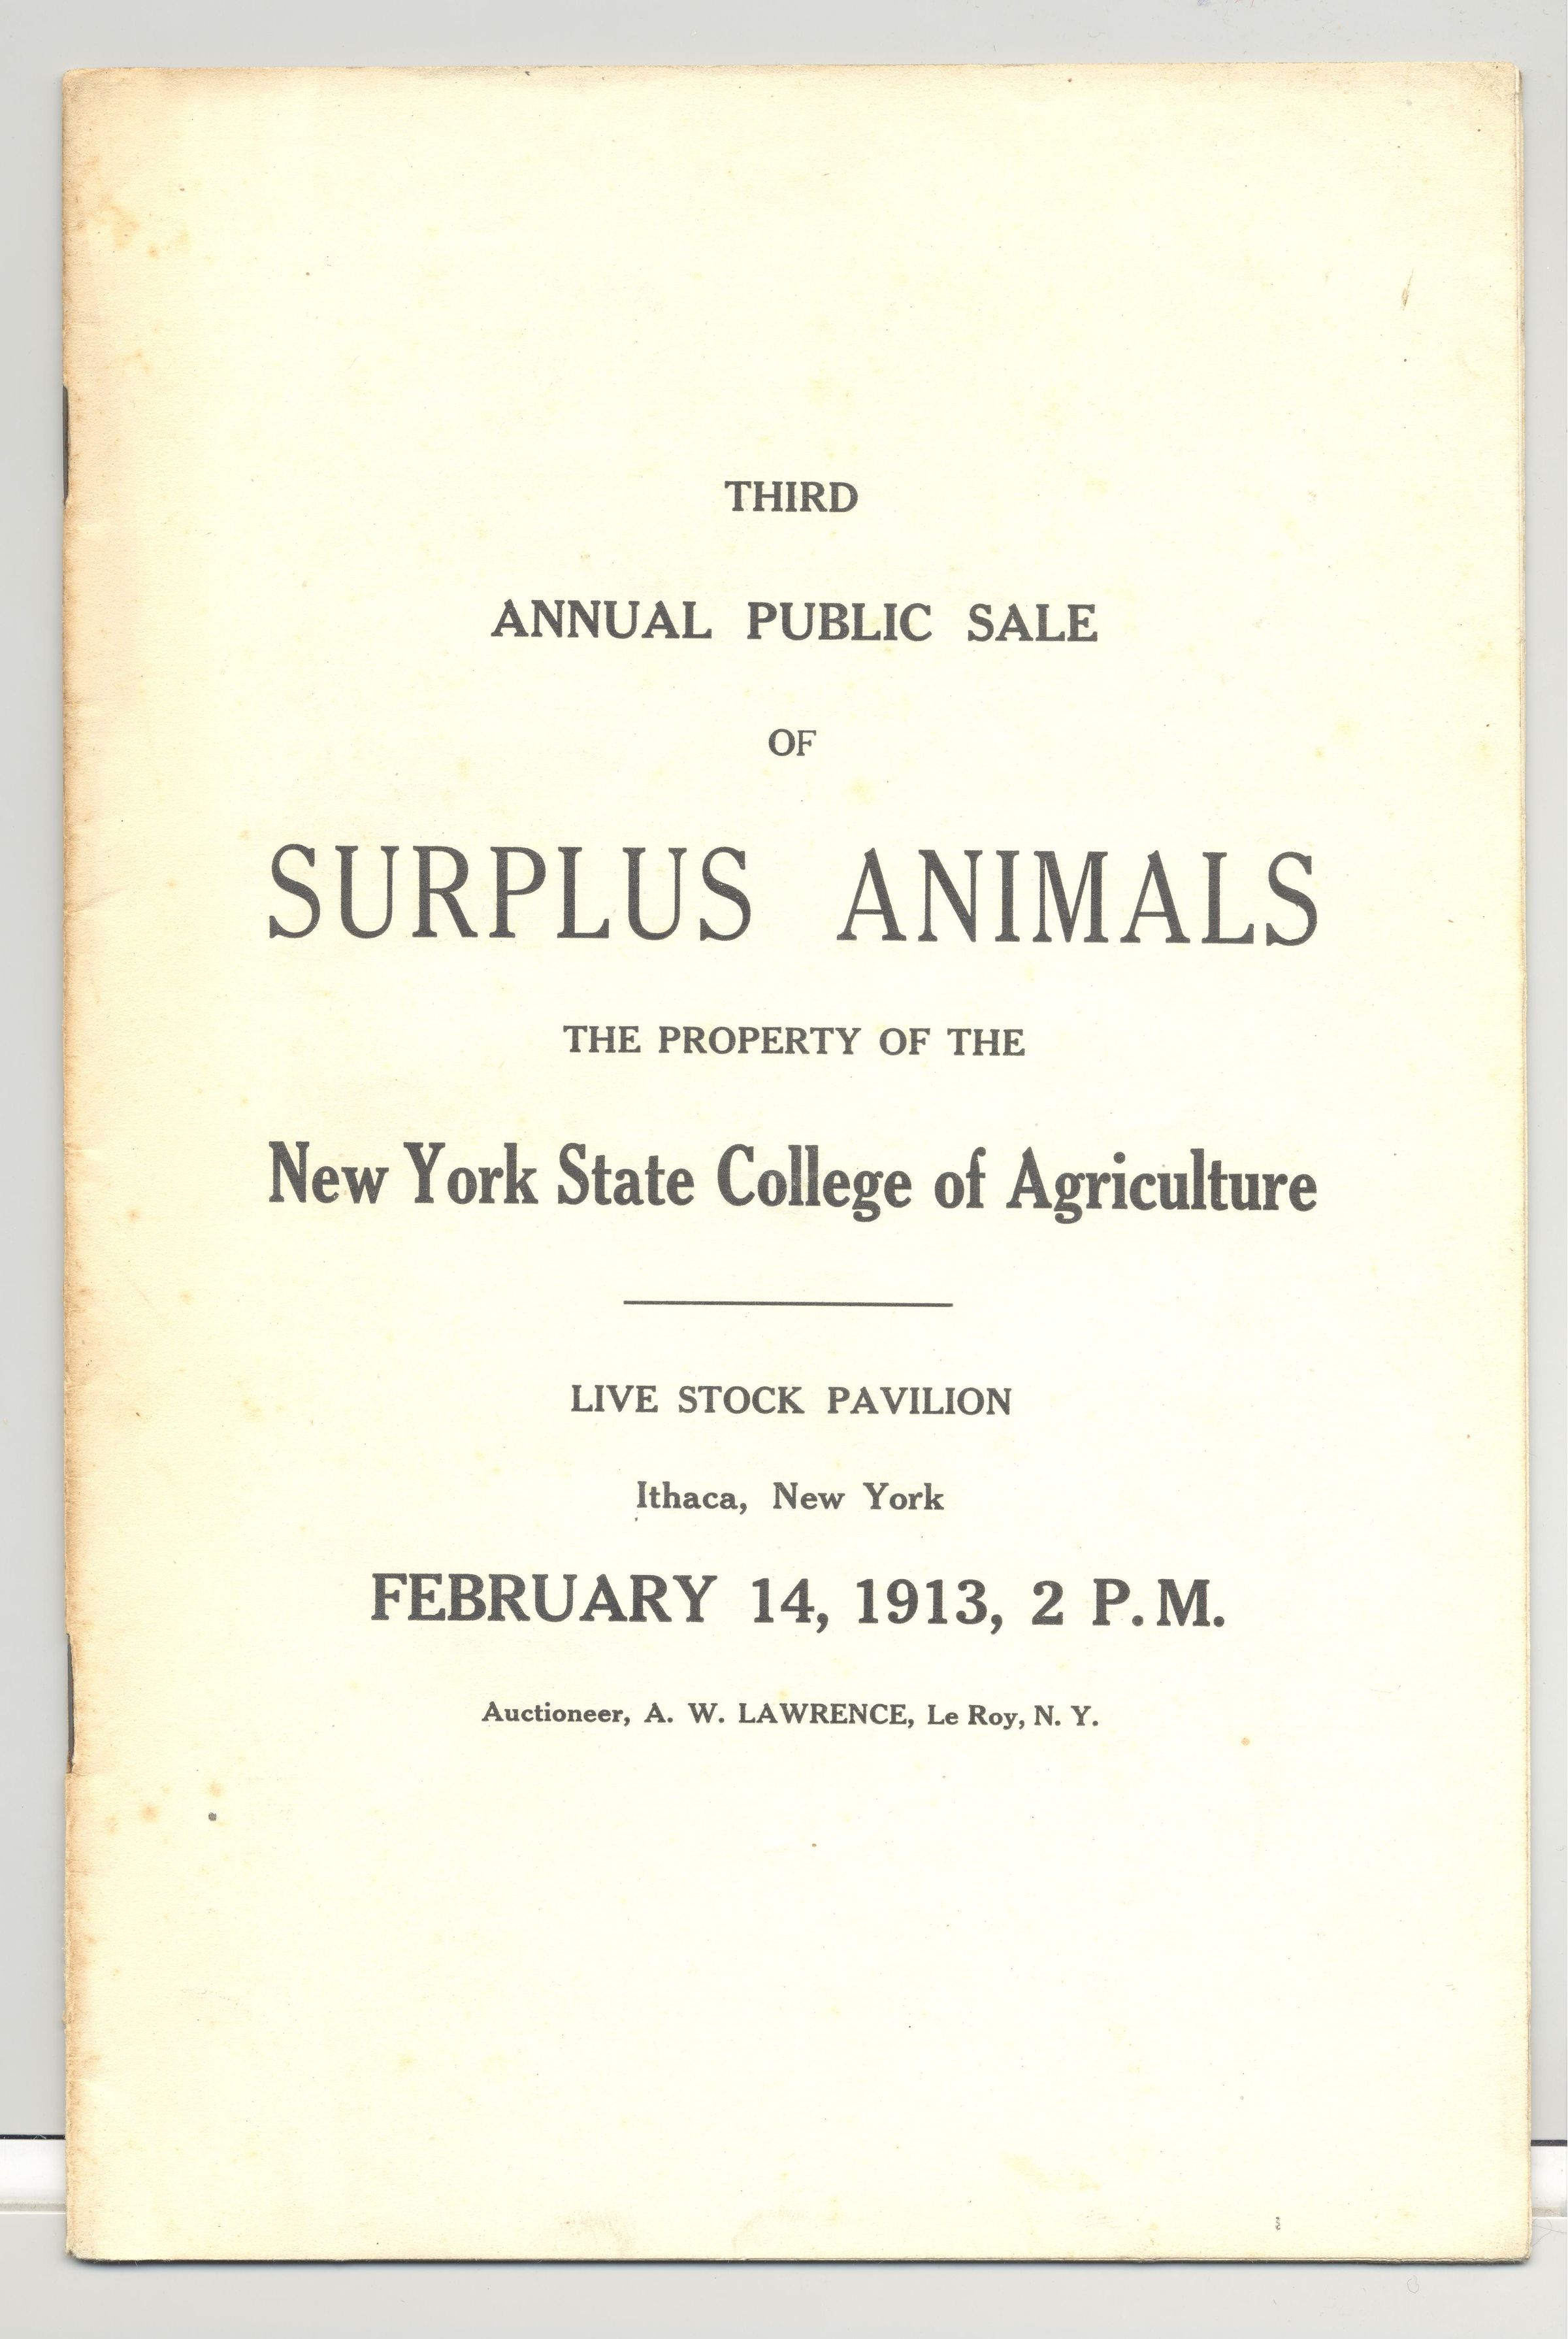 THIRD
ANNUAL PUBLIC SALE
OF
SURPLUS ANIMALS
THE PROPERTY OF THE
New York State College of Agriculture
LIVE STOCK PAVILION
Ithaca, New York
FEBRUARY 14, 1913, 2 P. M.
Auctioneer, A. W. LAWRENCE, Le Roy, N. Y.